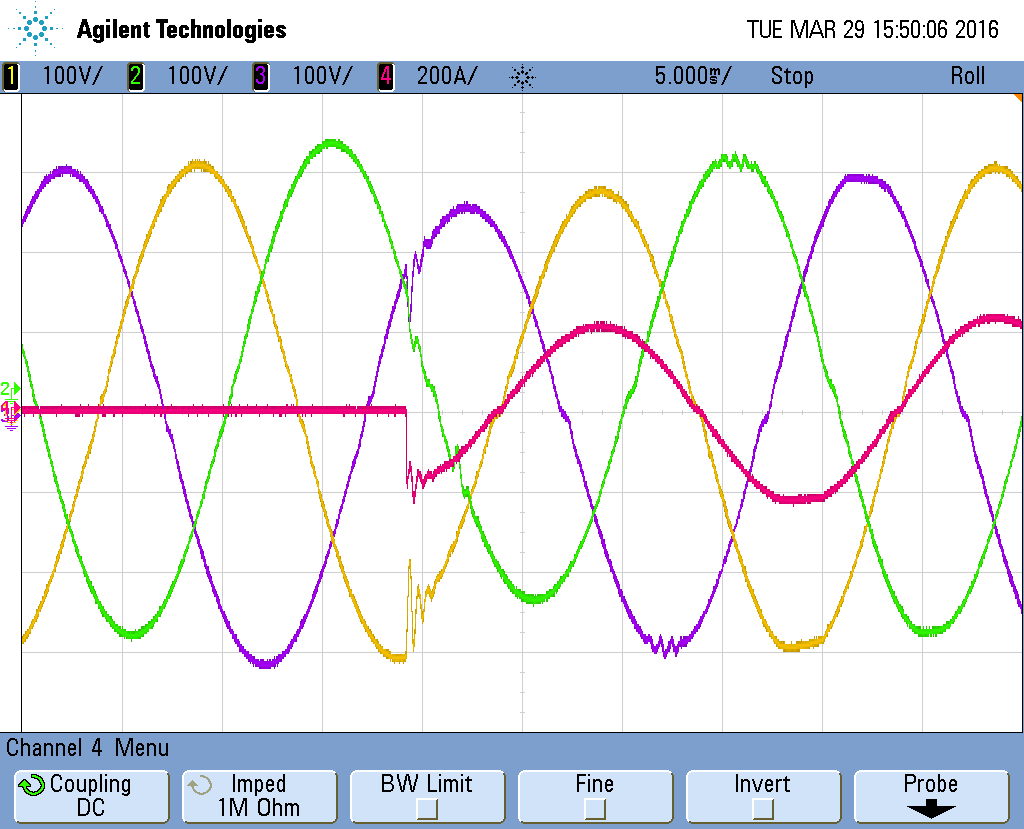 Agilent Technologies TUE MAR 29 15:50:06 2016
1 100V/ 2 100V/ 3 100V/ 4 200A/ 5.000ms/ Stop Roll
2
Channel 4 Menu
Coupling Imped BW Limit Fine Invert Probe
DC 1M Ohm